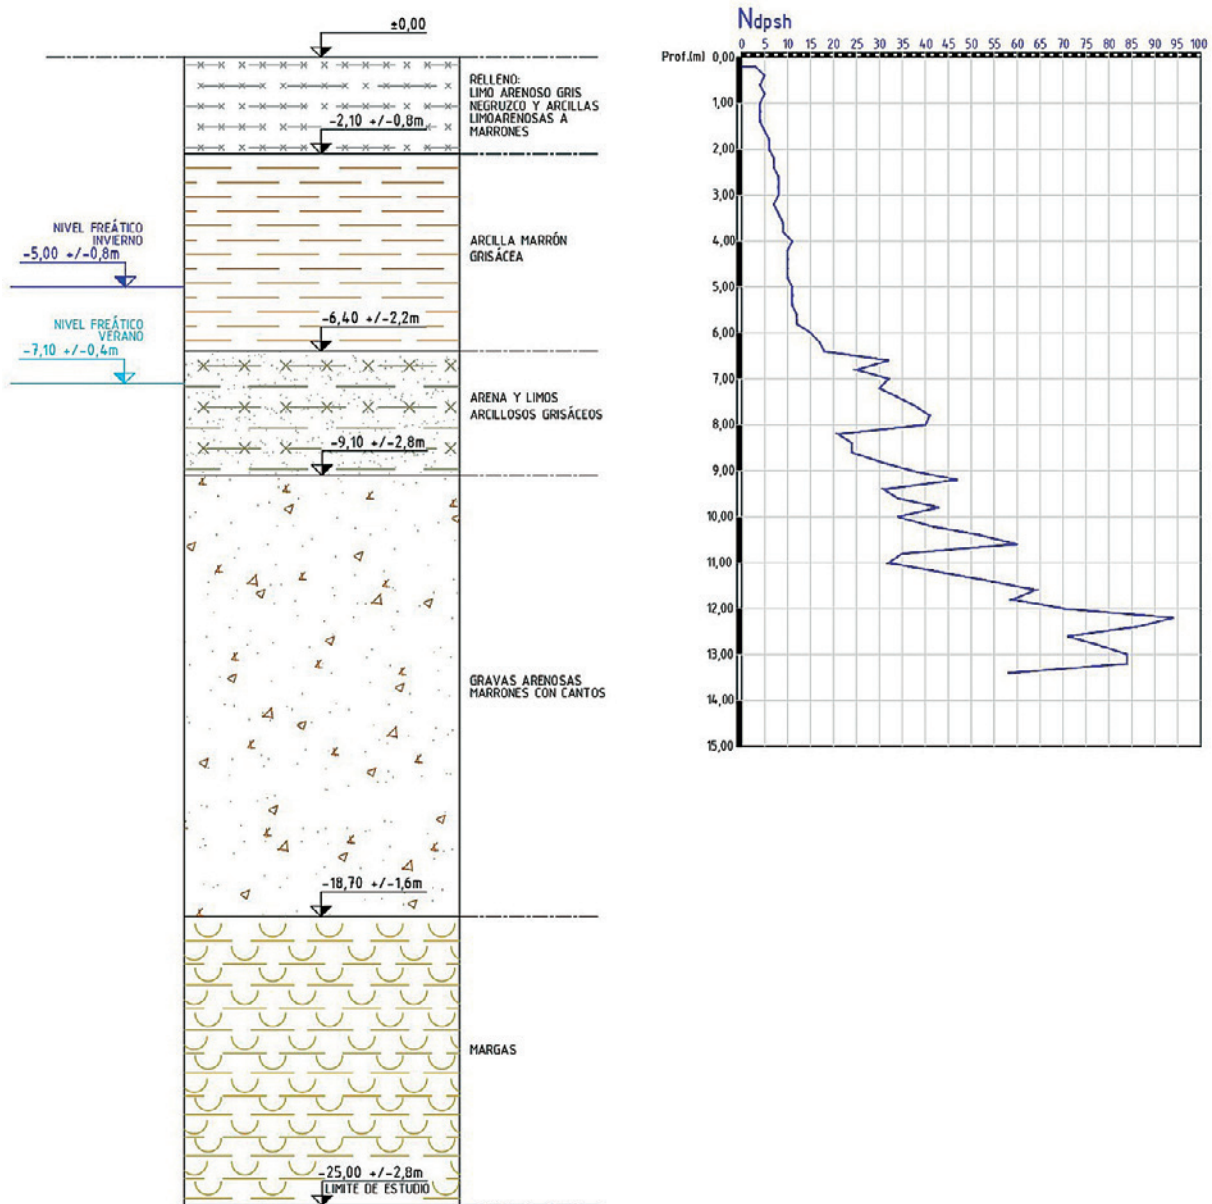 ±0,00
RELLENO:
LIMO ARENOSO GRIS
NEGRUZCO Y ARCILLAS
LIMOARENOSAS A
MARRONES
-2,10 +/-0,8m
NIVEL FREÁTICO
INVIERNO
-5,00 +/-0,8m
ARCILLA MARRÓN
GRISÁCEA
-6,40 +/-2,2m
NIVEL FREÁTICO
VERANO
-7,10 +/-0,4m
ARENA Y LIMOS
ARCILLOSOS GRISÁCEOS
-9,10 +/-2,8m
GRAVAS ARENOSAS
MARRONES CON CANTOS
-18,70 +/-1,6m
MARGAS
-25,00 +/-2,8m
LIMITE DE ESTUDIO
Ndpsh
0 5 10 15 20 25 30 35 40 45 50 55 60 65 70 75 80 85 90 95 100
Prof.(m)
0,00
1,00
2,00
3,00
4,00
5,00
6,00
7,00
8,00
9,00
10,00
11,00
12,00
13,00
14,00
15,00